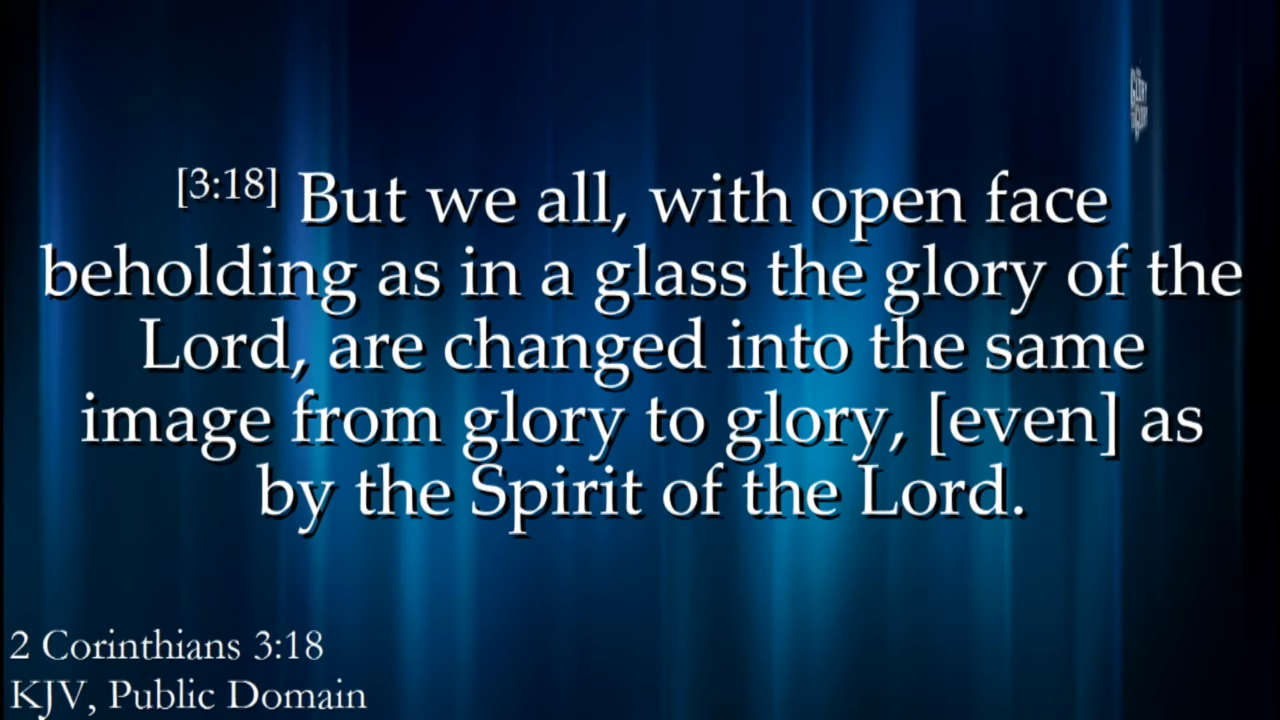 [3:18] But we all, with open face
beholding as in a glass the glory of the
Lord, are changed into the same
image from glory to glory, [even] as
by the Spirit of the Lord.
2 Corinthians 3:18
KJV, Public Domain